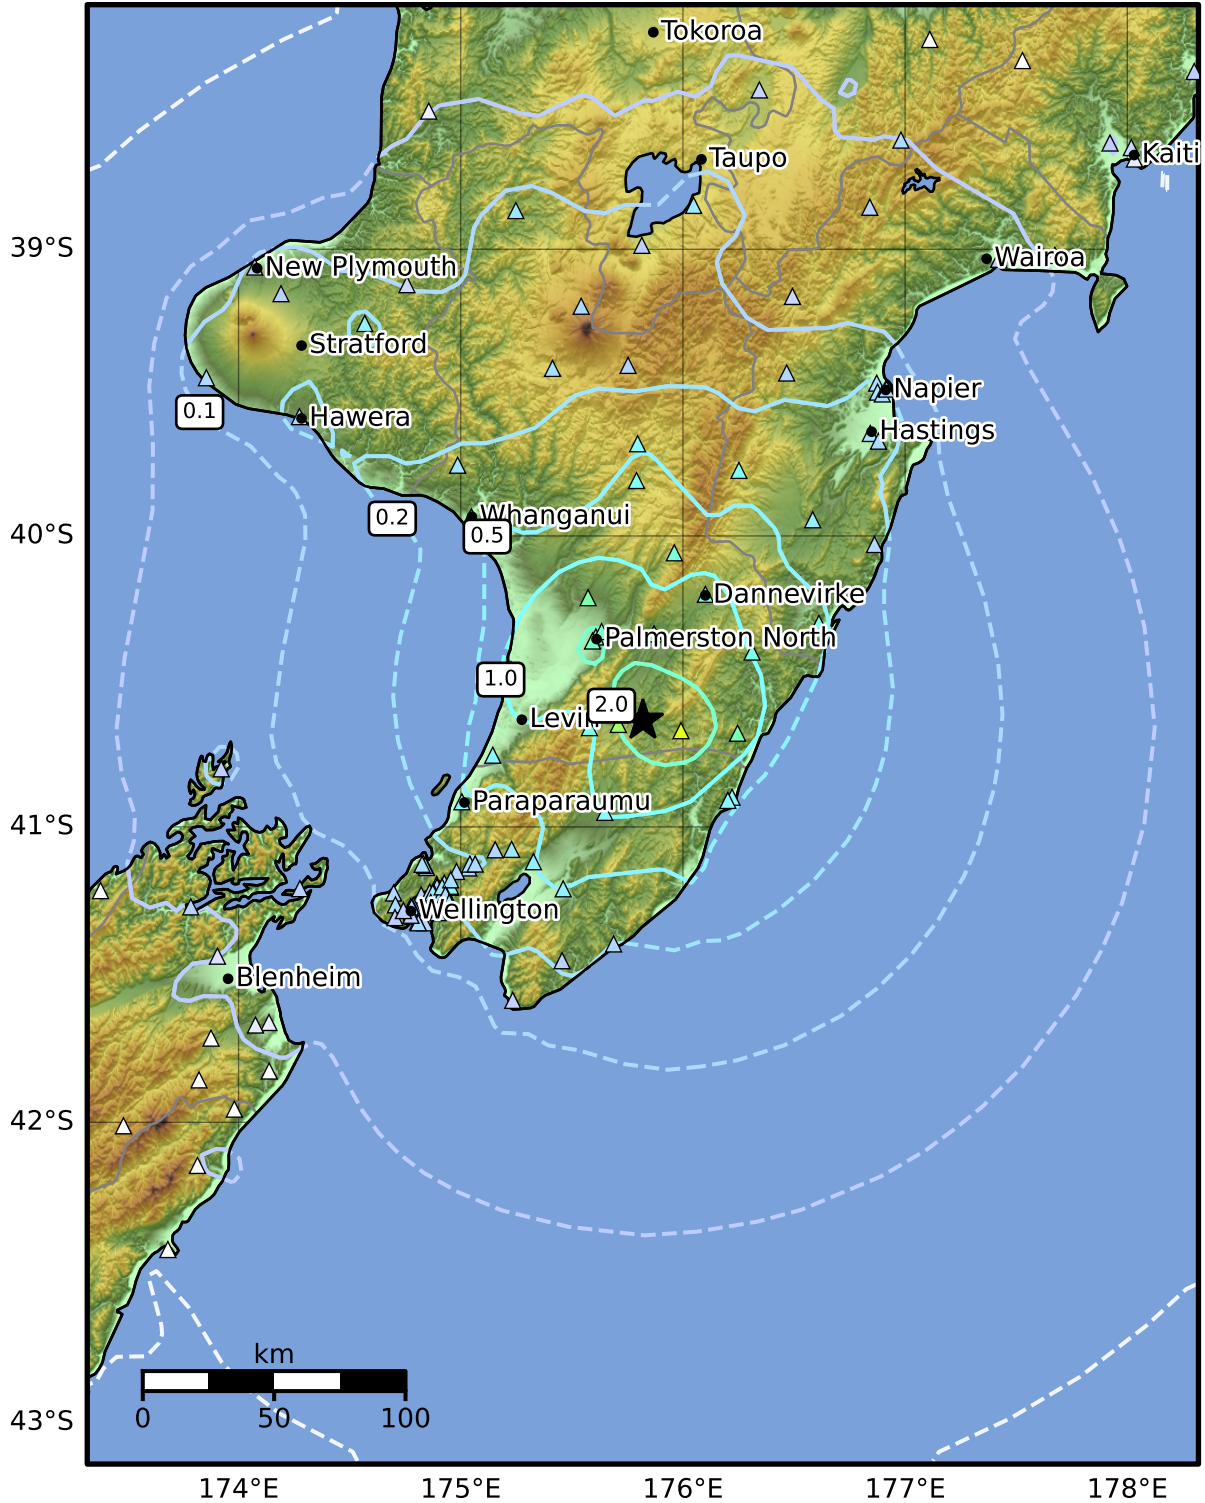 Tokoroa
Taupo
Kaiti
39°S
Wairoa
New Plymouth
Stratford
Napier
0.1
Hawera
Hastings
0.2
Whanganui
0.5
40°S
Dannevirke
Palmerston North
1.0
2.0
Levin
Paraparaumu
41°S
Wellington
Blenheim
42°S
km
0 50 100
43°S
174°E 175°E 176°E 177°E 178°E